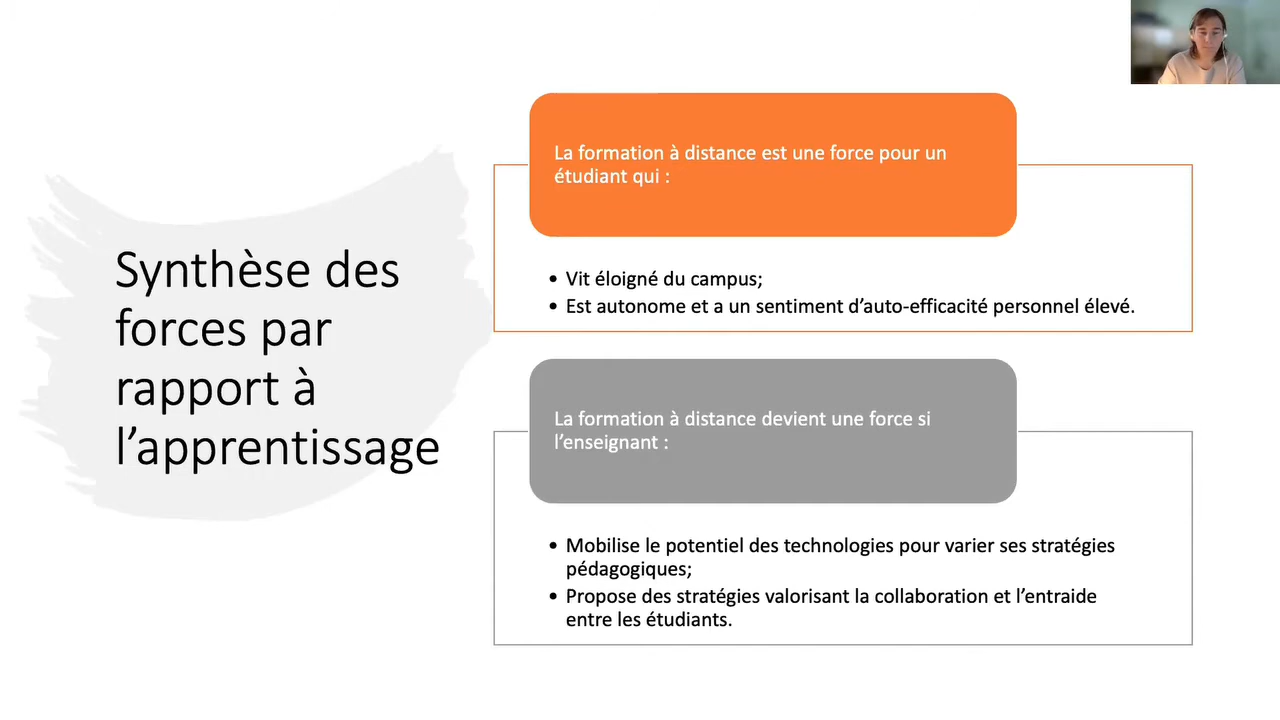 Synthèse des
forces par
rapport à
l’apprentissage
La formation à distance est une force pour un
étudiant qui :
• Vit éloigné du campus;
• Est autonome et a un sentiment d’auto-efficacité personnel élevé.
La formation à distance devient une force si
l’enseignant :
• Mobilise le potentiel des technologies pour varier ses stratégies
pédagogiques;
• Propose des stratégies valorisant la collaboration et l’entraide
entre les étudiants.